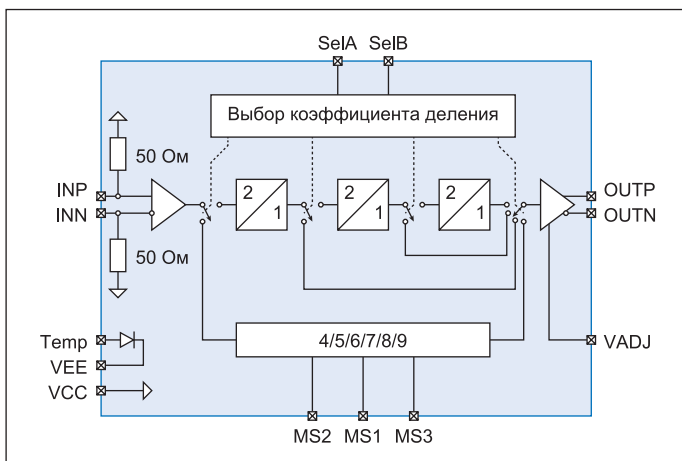 SelA SelB
Выбор коэффициента деления
50 Ом
INP
INN
2 1
2 1
2 1
OUTP
OUTN
50 Ом
Temp
VEE
VCC
4/5/6/7/8/9
VADJ
MS2 MS1 MS3